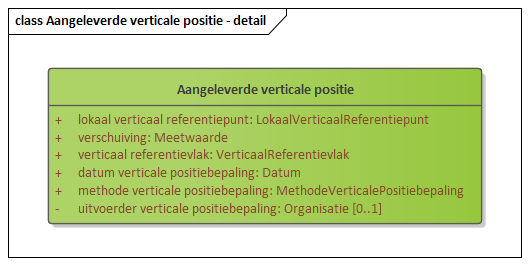 class Aangeleverde verticale positie - detail
Aangeleverde verticale positie
+ lokaal verticaal referentiepunt: LokaalVerticaalReferentiepunt
+ verschuiving: Meetwaarde
+ verticaal referentievlak: VerticaalReferentievlak
+ datum verticale positiebepaling: Datum
+ methode verticale positiebepaling: MethodeVerticalePositiebepaling
- uitvoerder verticale positiebepaling: Organisatie [0..1]